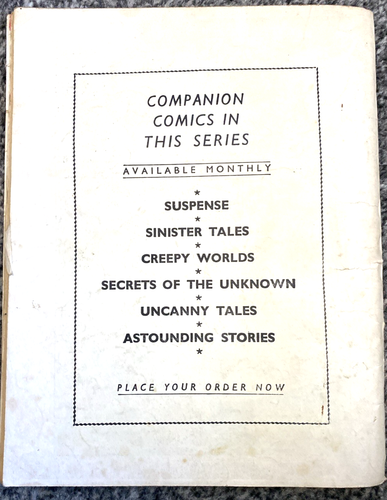 COMPANION
COMICS IN
THIS SERIES
AVAILABLE MONTHLY
*
SUSPENSE
*
SINISTER TALES
*
CREEPY WORLDS
*
SECRETS OF THE UNKNOWN
*
UNCANNY TALES
*
ASTOUNDING STORIES
*
PLACE YOUR ORDER NOW